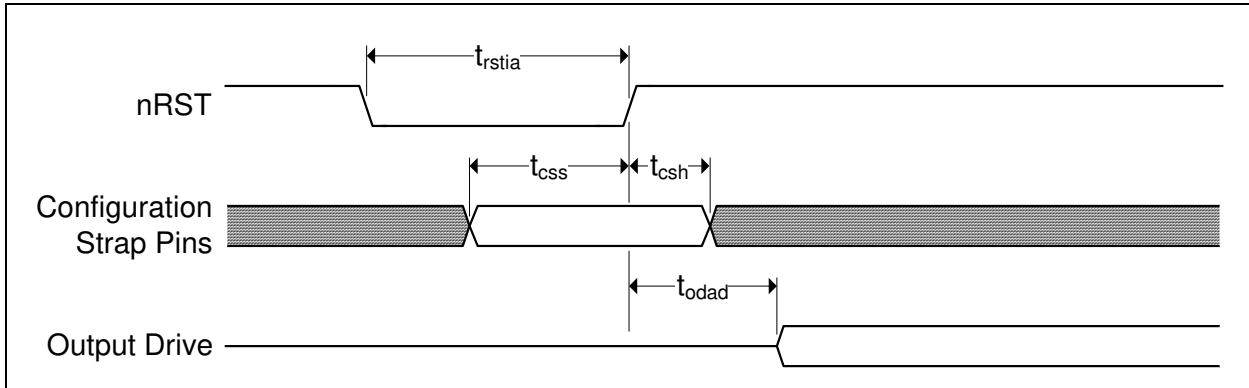 t_rstia
nRST
t_css
t_csh
Configuration
Strap Pins
t_odad
Output Drive